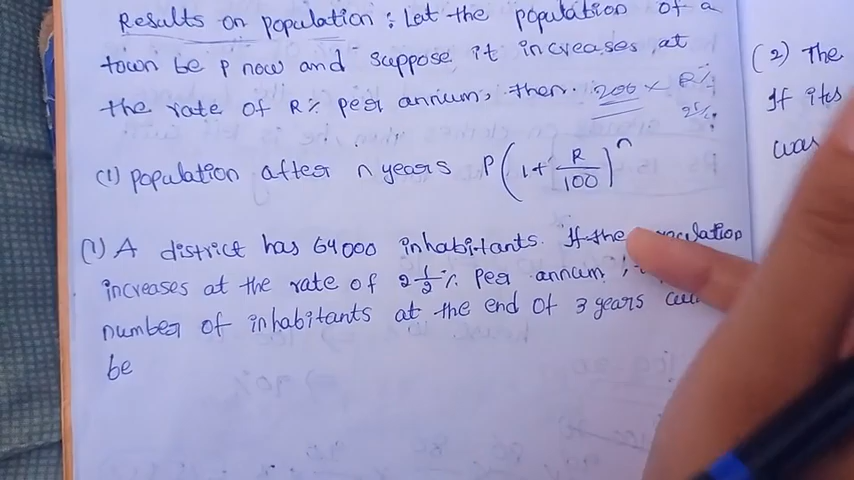 Results on population : Let the population of a
town be P now and suppose it increases at
the rate of R% per annium, then. 200 x R%
(1) population after n years P(1+ R/100)^n
(1) A district has 64000 inhabitants. If the
increases at the rate of 2 1/2 % per annum
number of inhabitants at the end of 3 years
be
(2) The
If its
was